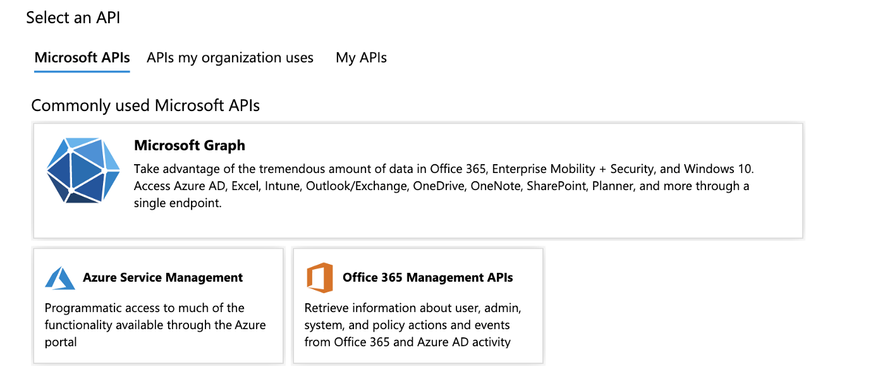 Select an API
Microsoft APIs APIs my organization uses My APIs
Commonly used Microsoft APIs
Microsoft Graph
Take advantage of the tremendous amount of data in Office 365, Enterprise Mobility + Security, and Windows 10.
Access Azure AD, Excel, Intune, Outlook/Exchange, OneDrive, OneNote, SharePoint, Planner, and more through a
single endpoint.
Azure Service Management
Programmatic access to much of the
functionality available through the Azure
portal
Office 365 Management APIs
Retrieve information about user, admin,
system, and policy actions and events
from Office 365 and Azure AD activity